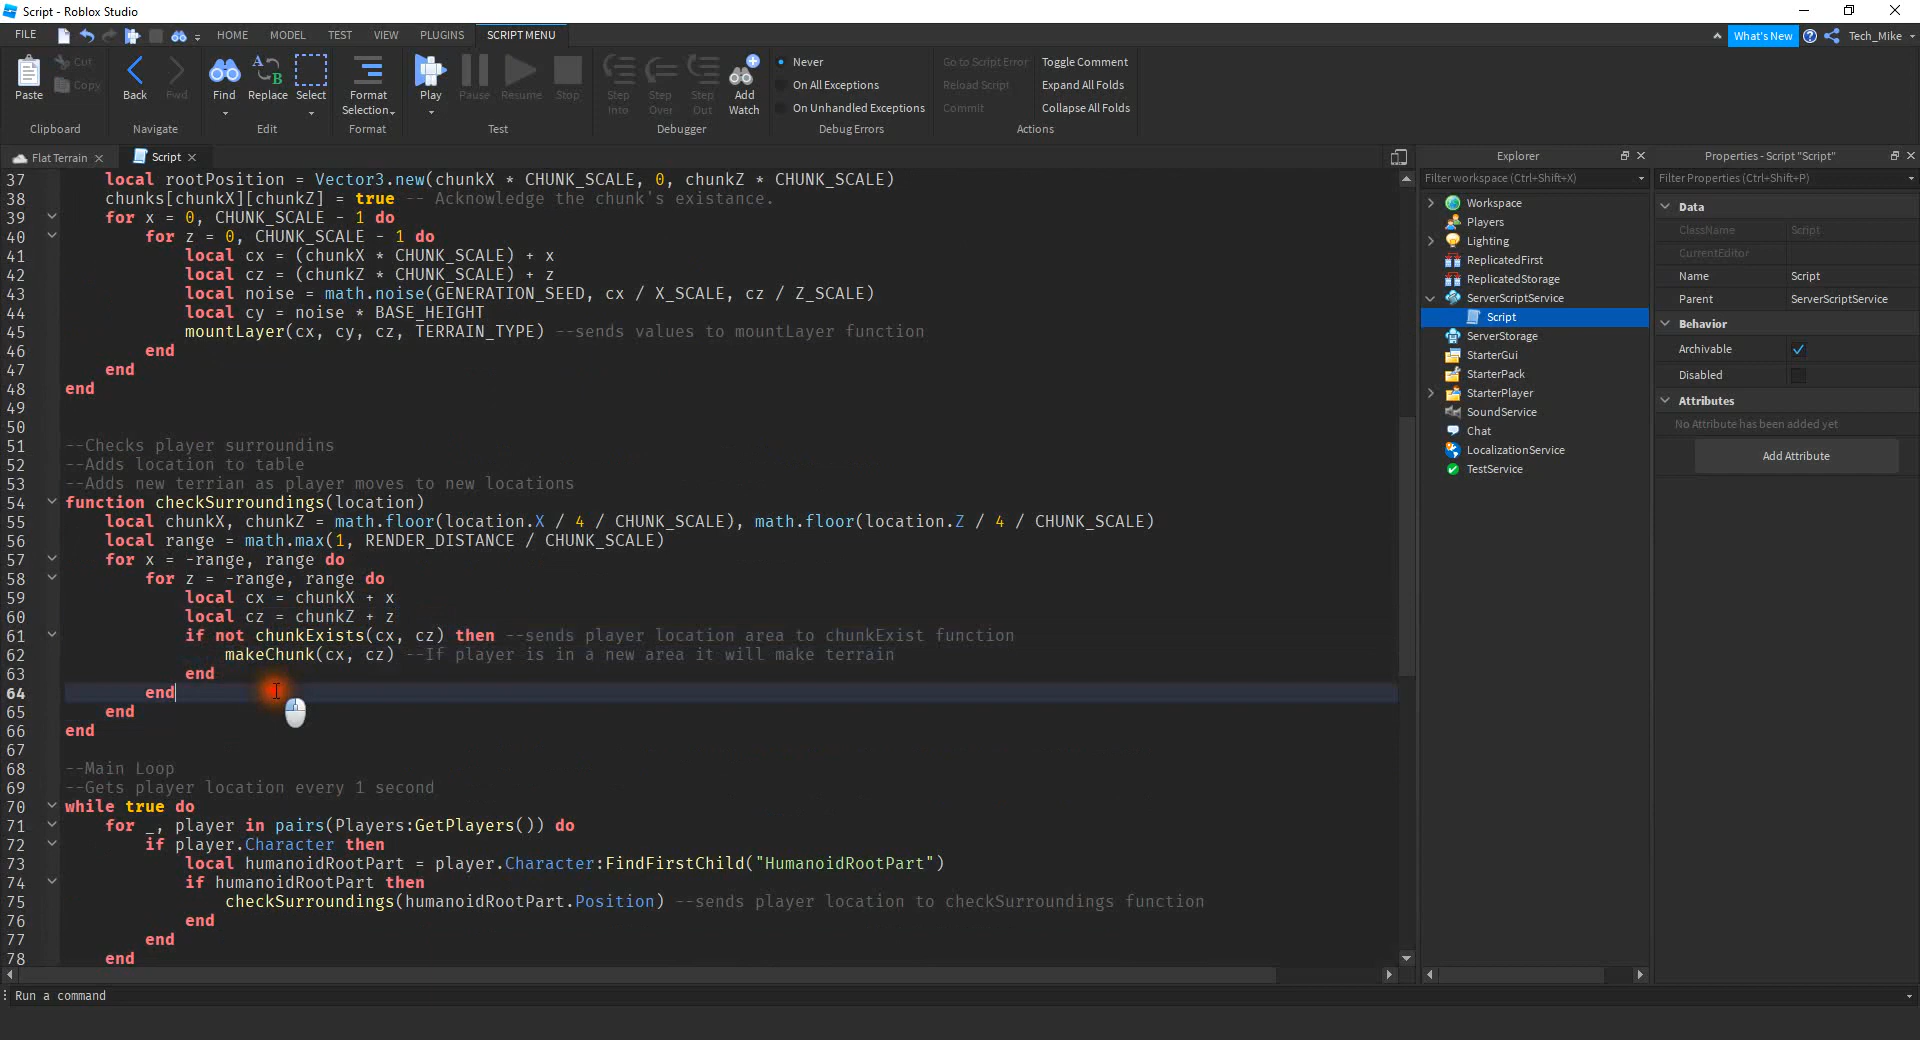 Script - Roblox Studio
FILE
HOME
MODEL
TEST
VIEW
PLUGINS
SCRIPT MENU
What's New
Tech_Mike
Paste
Cut
Copy
Clipboard
Back
Fwd
Navigate
Find
Replace
Select
Edit
Format
Selection
Format
Play
Pause
Resume
Stop
Test
Step
Into
Step
Over
Step
Out
Add
Watch
Debugger
Never
On All Exceptions
On Unhandled Exceptions
Debug Errors
Go to Script Error
Reload Script
Commit
Toggle Comment
Expand All Folds
Collapse All Folds
Actions
Flat Terrain
Script
37 local rootPosition = Vector3.new(chunkX * CHUNK_SCALE, 0, chunkZ * CHUNK_SCALE)
38 chunks[chunkX][chunkZ] = true -- Acknowledge the chunk's existance.
39 for x = 0, CHUNK_SCALE - 1 do
40 for z = 0, CHUNK_SCALE - 1 do
41 local cx = (chunkX * CHUNK_SCALE) + x
42 local cz = (chunkZ * CHUNK_SCALE) + z
43 local noise = math.noise(GENERATION_SEED, cx / X_SCALE, cz / Z_SCALE)
44 local cy = noise * BASE_HEIGHT
45 mountLayer(cx, cy, cz, TERRAIN_TYPE) --sends values to mountLayer function
46 end
47 end
48 end
49
50
51 --Checks player surroundins
52 --Adds location to table
53 --Adds new terrian as player moves to new locations
54 function checkSurroundings(location)
55 local chunkX, chunkZ = math.floor(location.X / 4 / CHUNK_SCALE), math.floor(location.Z / 4 / CHUNK_SCALE)
56 local range = math.max(1, RENDER_DISTANCE / CHUNK_SCALE)
57 for x = -range, range do
58 for z = -range, range do
59 local cx = chunkX + x
60 local cz = chunkZ + z
61 if not chunkExists(cx, cz) then --sends player location area to chunkExist function
62 makeChunk(cx, cz) --If player is in a new area it will make terrain
63 end
64 end
65 end
66 end
67
68 --Main Loop
69 --Gets player location every 1 second
70 while true do
71 for _, player in pairs(Players:GetPlayers()) do
72 if player.Character then
73 local humanoidRootPart = player.Character:FindFirstChild("HumanoidRootPart")
74 if humanoidRootPart then
75 checkSurroundings(humanoidRootPart.Position) --sends player location to checkSurroundings function
76 end
77 end
78 end
Run a command
Explorer
Filter workspace (Ctrl+Shift+X)
Workspace
Players
Lighting
ReplicatedFirst
ReplicatedStorage
ServerScriptService
Script
ServerStorage
StarterGui
StarterPack
StarterPlayer
SoundService
Chat
LocalizationService
TestService
Properties - Script "Script"
Filter Properties (Ctrl+Shift+P)
Data
ClassName Script
CurrentEditor
Name Script
Parent ServerScriptService
Behavior
Archivable
Disabled
Attributes
No Attribute has been added yet
Add Attribute